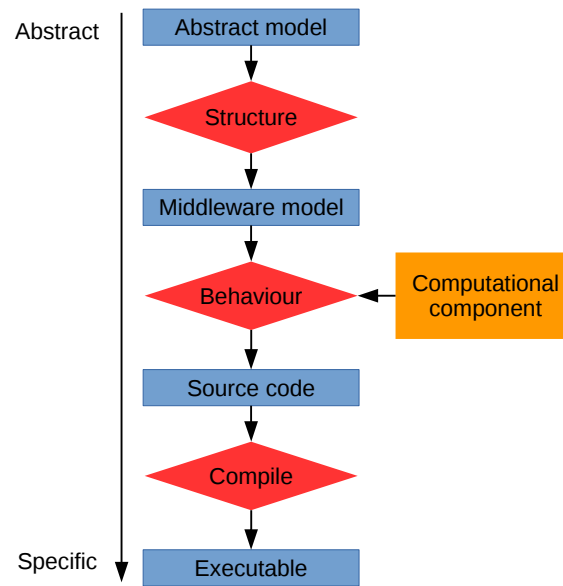 Abstract
Abstract model
Structure
Middleware model
Behaviour
Computational
component
Source code
Compile
Specific
Executable